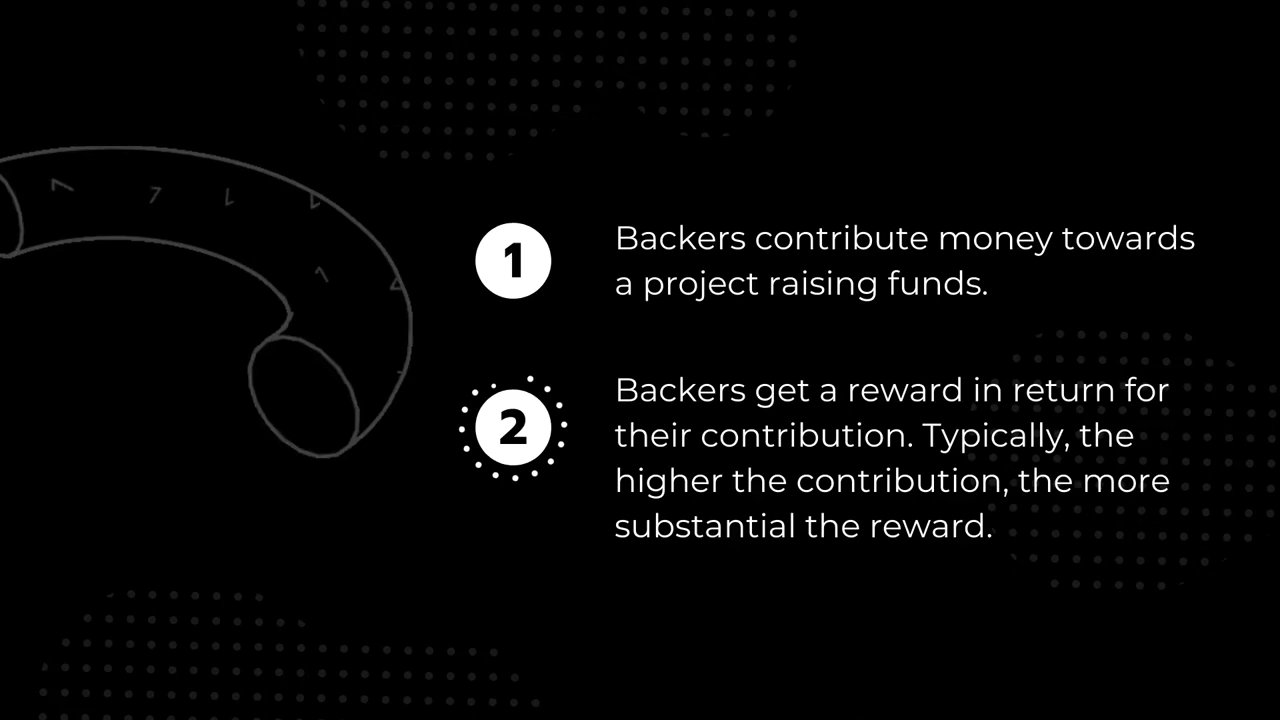 1
Backers contribute money towards
a project raising funds.
2
Backers get a reward in return for
their contribution. Typically, the
higher the contribution, the more
substantial the reward.